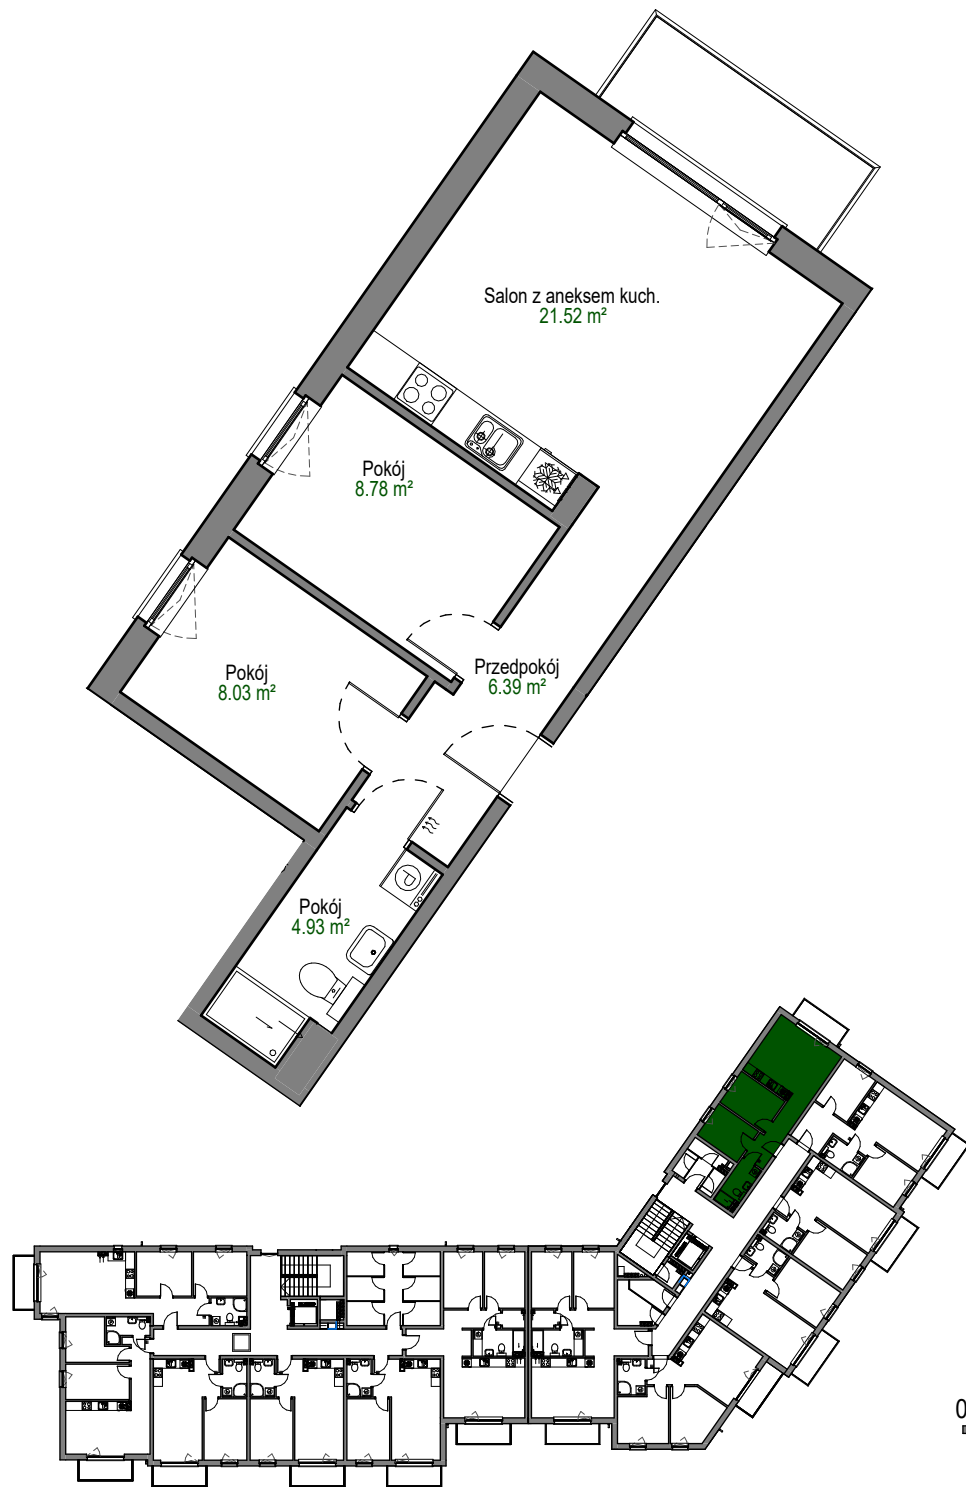 Salon z aneksem kuch.
21.52 m²
Pokój
8.78 m²
Przedpokój
6.39 m²
Pokój
8.03 m²
Pokój
4.93 m²
0